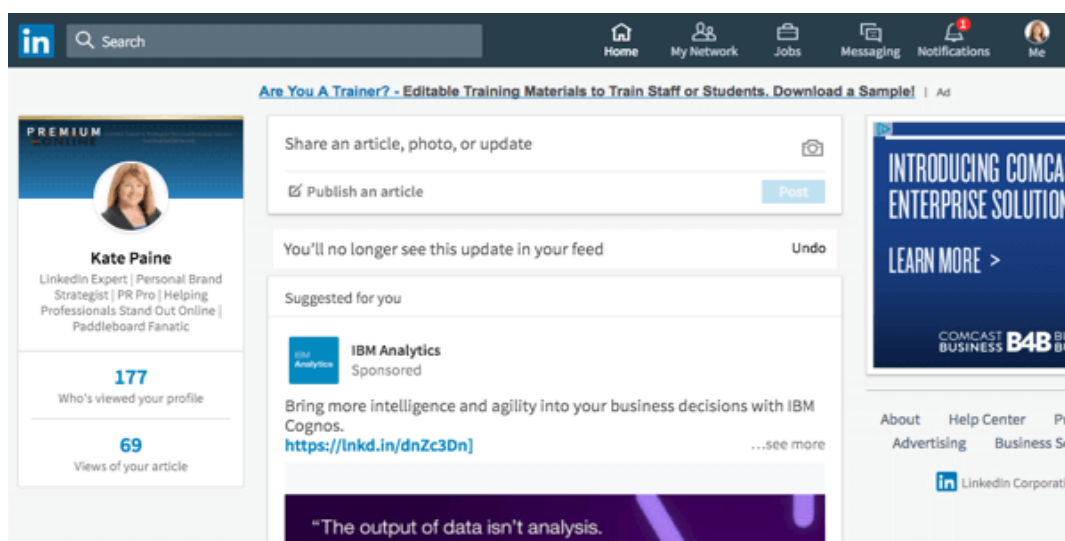 in Search Home My Network Jobs Messaging 1 Notifications Me
Are You A Trainer? - Editable Training Materials to Train Staff or Students. Download a Sample! | Ad
PREMIUM
ONLINE
Kate Paine
LinkedIn Expert | Personal Brand
Strategist | PR Pro | Helping
Professionals Stand Out Online |
Paddleboard Fanatic
177
Who's viewed your profile
69
Views of your article
Share an article, photo, or update
Publish an article Post
You'll no longer see this update in your feed Undo
Suggested for you
IBM
Analytics
IBM Analytics
Sponsored
Bring more intelligence and agility into your business decisions with IBM
Cognos.
https://lnkd.in/dnZc3Dn] ...see more
"The output of data isn't analysis.
INTRODUCING COMCA
ENTERPRISE SOLUTION
LEARN MORE >
COMCAST
BUSINESS
B4B
About Help Center
Advertising Business
in LinkedIn Corporati